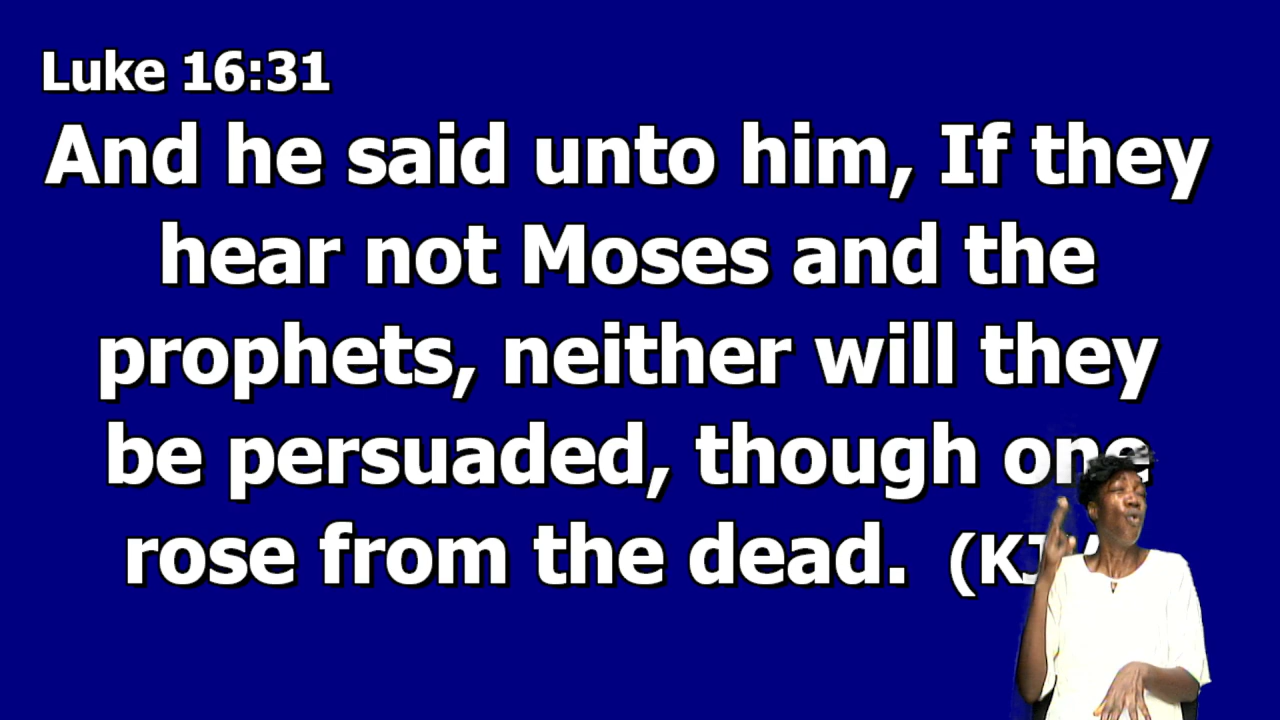 Luke 16:31
And he said unto him, If they
hear not Moses and the
prophets, neither will they
be persuaded, though one
rose from the dead.